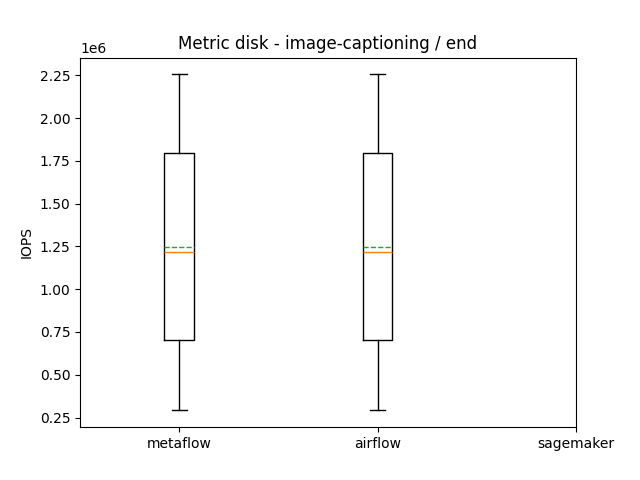 Metric disk - image-captioning / end
1e6
2.25
2.00
1.75
1.50
1.25
1.00
0.75
0.50
0.25
IOPS
metaflow airflow sagemaker